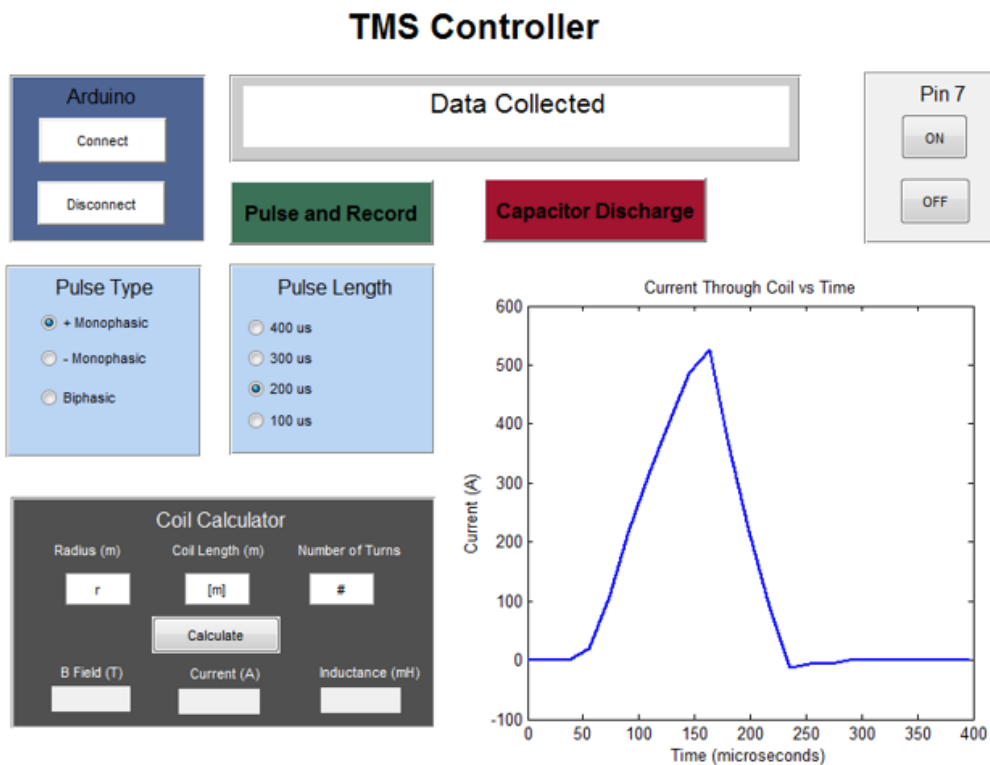 TMS Controller
Arduino
Connect
Disconnect
Data Collected
Pulse and Record
Capacitor Discharge
Pin 7
ON
OFF
Pulse Type
+ Monophasic
- Monophasic
Biphasic
Pulse Length
400 us
300 us
200 us
100 us
Coil Calculator
Radius (m) Coil Length (m) Number of Turns
r [m] #
Calculate
B Field (T) Current (A) Inductance (mH)
Current Through Coil vs Time
Current (A)
600
500
400
300
200
100
0
-100
0 50 100 150 200 250 300 350 400
Time (microseconds)